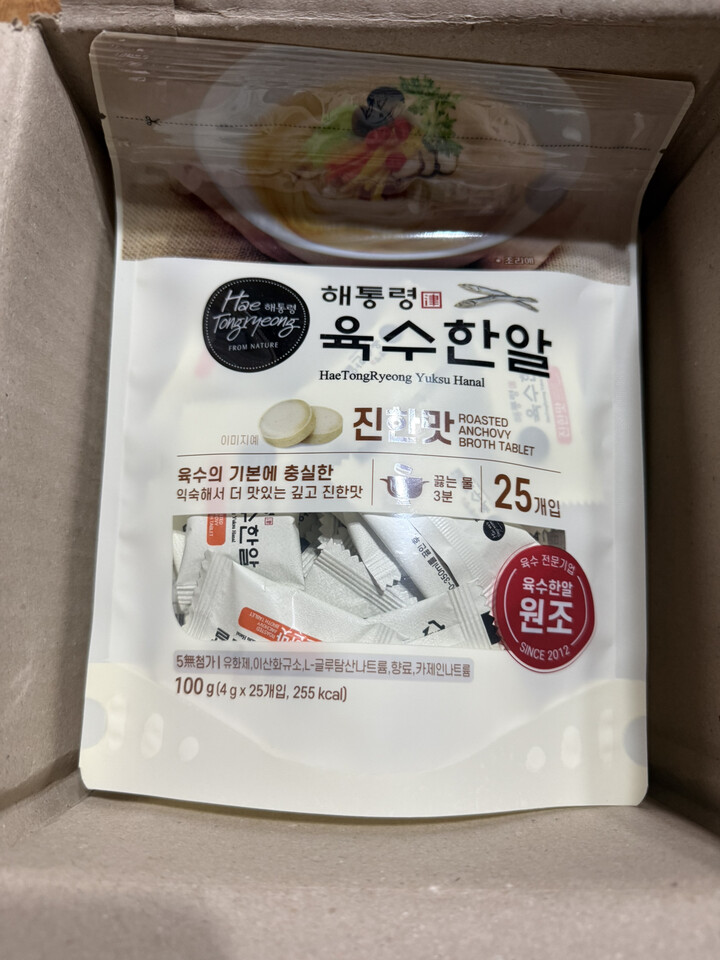 조리예
Hae 해통령
Tongryeong
FROM NATURE
해통령
육수한알
HaeTongRyeong Yuksu Hanal
이미지예
진한맛
ROASTED
ANCHOVY
BROTH TABLET
육수의 기본에 충실한
익숙해서 더 맛있는 깊고 진한맛
끓는 물
3분
25개입
육수 전문기업
육수한알
원조
SINCE 2012
5無첨가 | 유화제,이산화규소,L-글루탐산나트륨,향료,카제인나트륨
100 g (4 g x 25개입, 255 kcal)